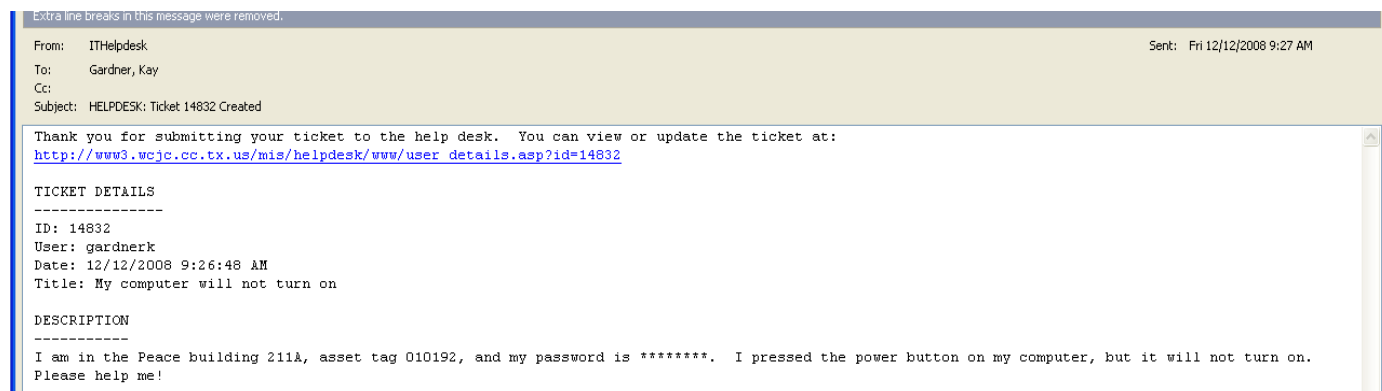 Extra line breaks in this message were removed.
From: ITHelpdesk Sent: Fri 12/12/2008 9:27 AM
To: Gardner, Kay
Cc:
Subject: HELPDESK: Ticket 14832 Created
Thank you for submitting your ticket to the help desk.  You can view or update the ticket at:
http://www3.wcjc.cc.tx.us/mis/helpdesk/www/user_details.asp?id=14832
TICKET DETAILS
---------------
ID: 14832
User: gardnerk
Date: 12/12/2008 9:26:48 AM
Title: My computer will not turn on
DESCRIPTION
-----------
I am in the Peace building 211A, asset tag 010192, and my password is ********.  I pressed the power button on my computer, but it will not turn on.
Please help me!